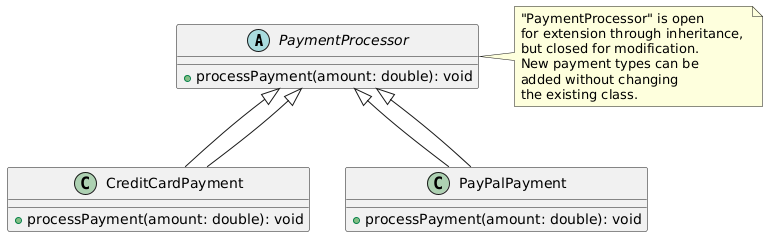 A PaymentProcessor
+ processPayment(amount: double): void
"PaymentProcessor" is open
for extension through inheritance,
but closed for modification.
New payment types can be
added without changing
the existing class.
C CreditCardPayment
processPayment(amount: double): void
C PayPalPayment
processPayment(amount: double): void